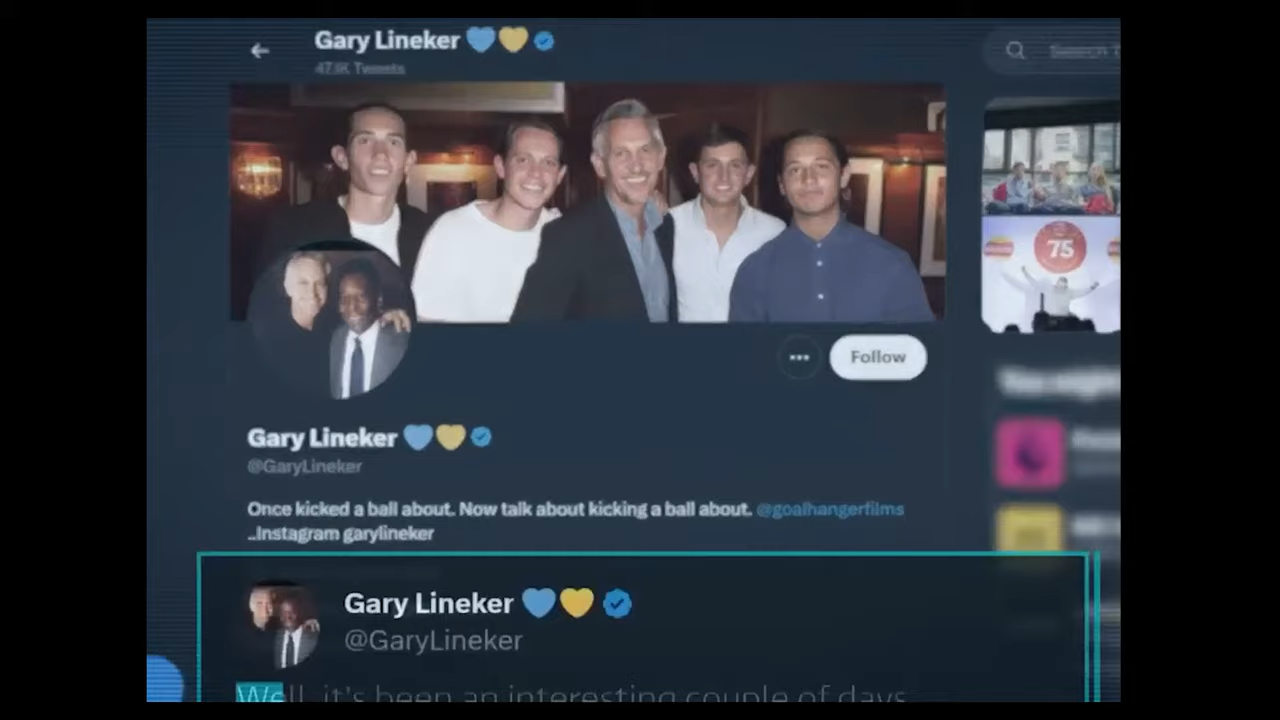 Gary Lineker 💙💛
47.1K Tweets
75
Follow
Gary Lineker 💙💛
@GaryLineker
Once kicked a ball about. Now talk about kicking a ball about. @goalhangerfilms
..Instagram garylineker
Gary Lineker 💙💛
@GaryLineker
Well, it's been an interesting couple of days